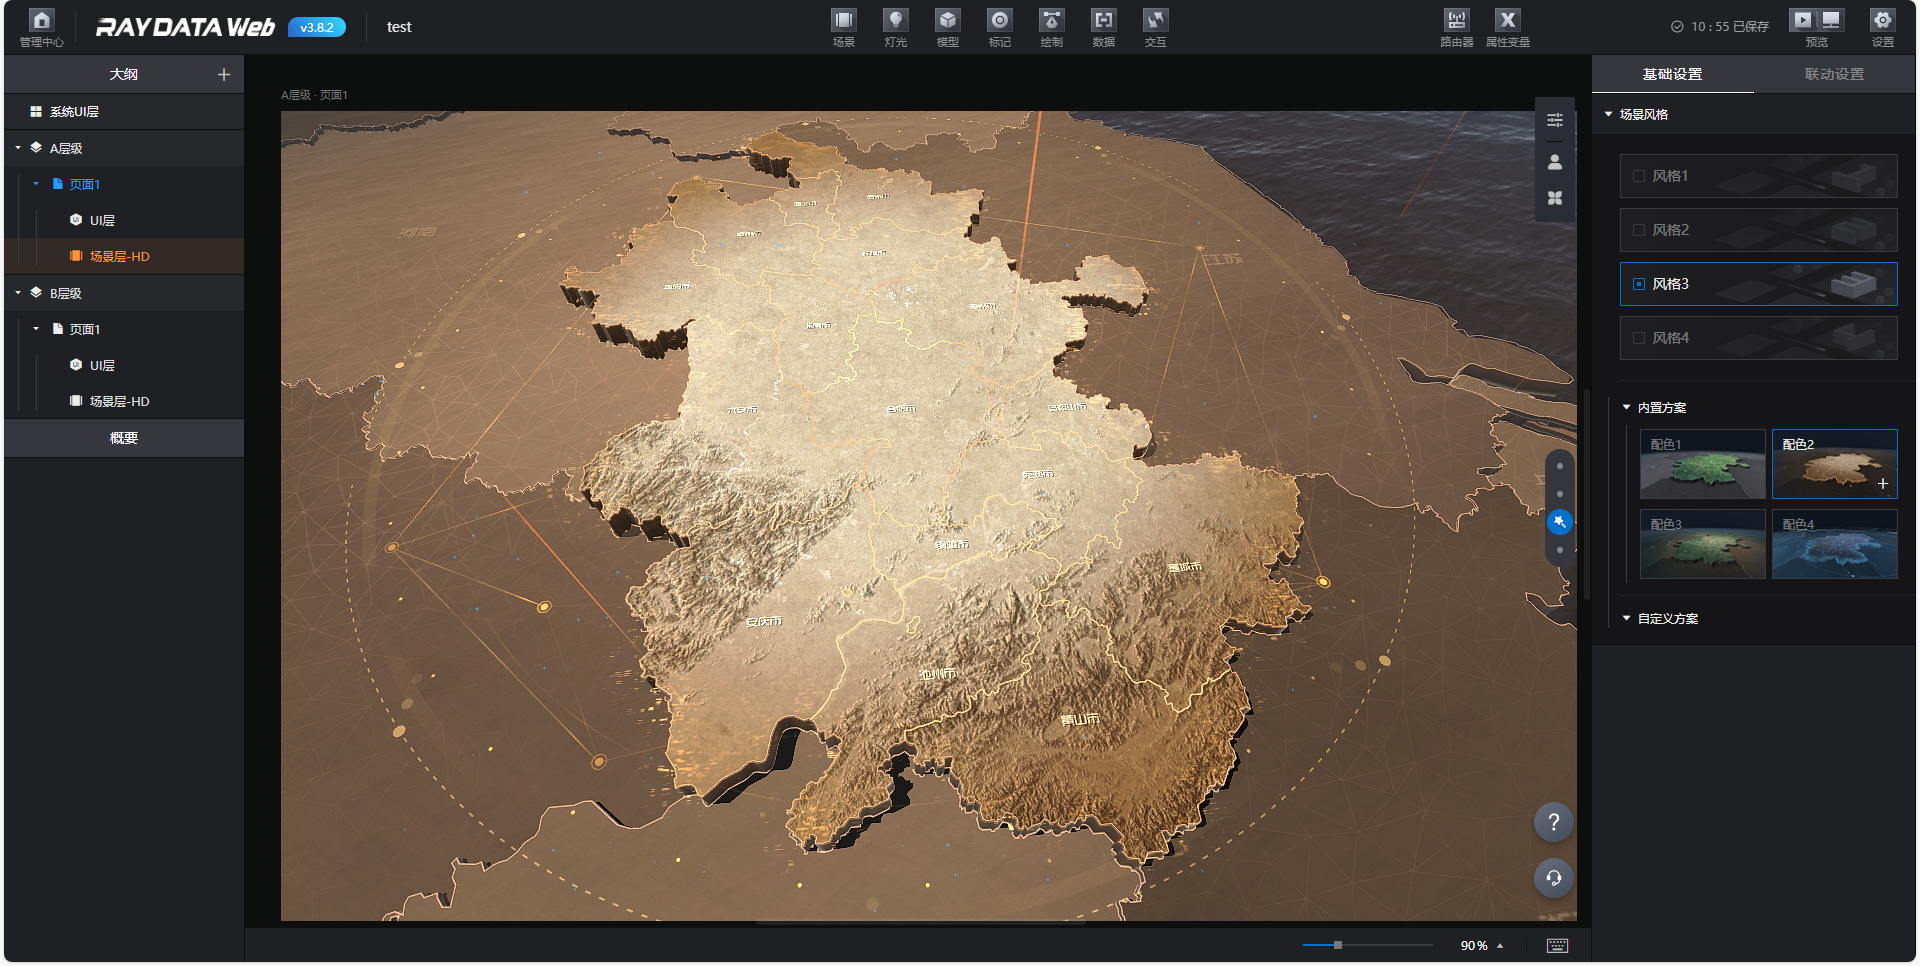 管理中心
RAYDATA Web
v3.8.2
test
场景
灯光
模型
标记
绘制
数据
交互
路由器
属性变量
10 : 55 已保存
预览
设置
大纲
系统UI层
A层级
页面1
UI层
场景层-HD
B层级
页面1
UI层
场景层-HD
概要
A层级 · 页面1
河南
江苏
六安市
合肥市
马鞍山市
芜湖市
铜陵市
宣城市
安庆市
池州市
黄山市
90%
基础设置
联动设置
场景风格
风格1
风格2
风格3
风格4
内置方案
配色1
配色2
配色3
配色4
自定义方案